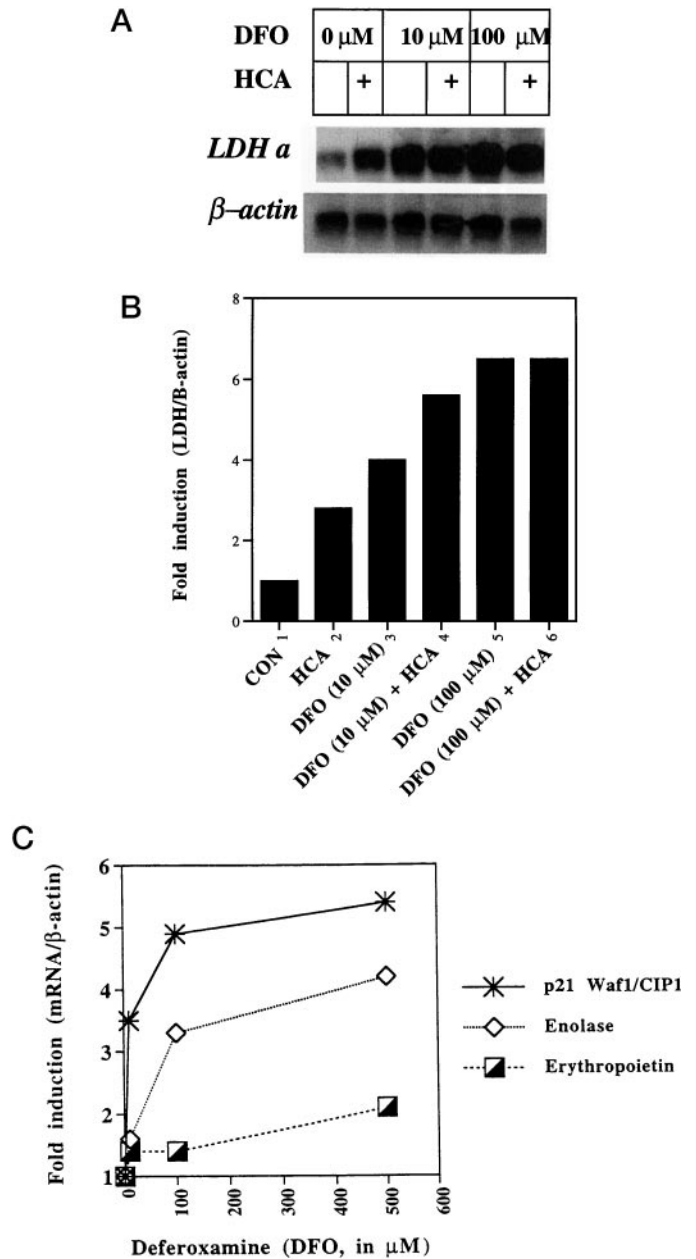 A
DFO 0 µM 10 µM 100 µM
HCA + + +
LDH a
β–actin
B
Fold induction (LDH/B-actin)
8
6
4
2
0
CON 1
HCA 2
DFO (10 µM) 3
DFO (10 µM) + HCA 4
DFO (100 µM) 5
DFO (100 µM) + HCA 6
C
Fold induction (mRNA/β-actin)
6
5
4
3
2
1
0 100 200 300 400 500 600
Deferoxamine (DFO, in µM)
p21 Waf1/CIP1
Enolase
Erythropoietin